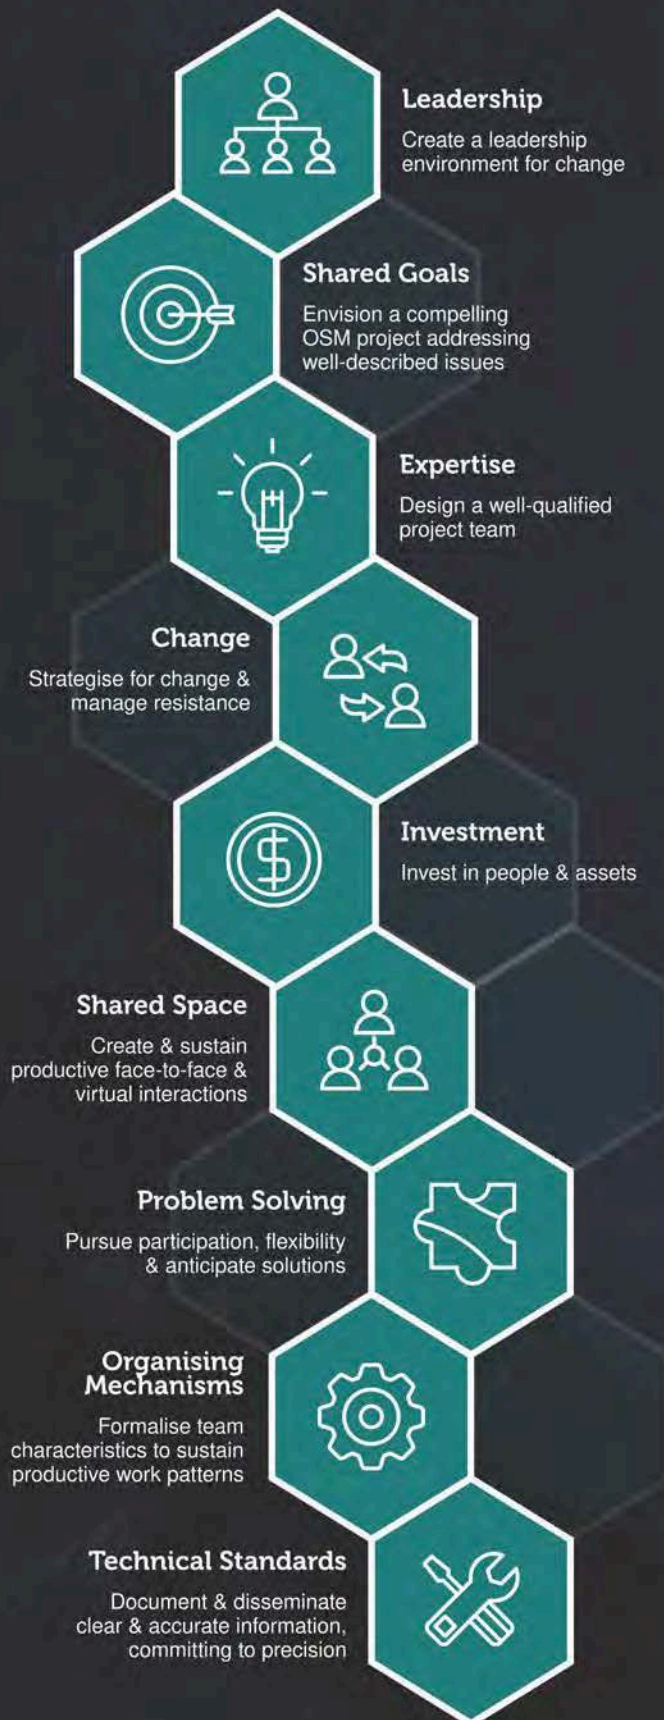 Leadership
Create a leadership
environment for change
Shared Goals
Envision a compelling
OSM project addressing
well-described issues
Expertise
Design a well-qualified
project team
Change
Strategise for change &
manage resistance
Investment
Invest in people & assets
Shared Space
Create & sustain
productive face-to-face &
virtual interactions
Problem Solving
Pursue participation, flexibility
& anticipate solutions
Organising
Mechanisms
Formalise team
characteristics to sustain
productive work patterns
Technical Standards
Document & disseminate
clear & accurate information,
committing to precision